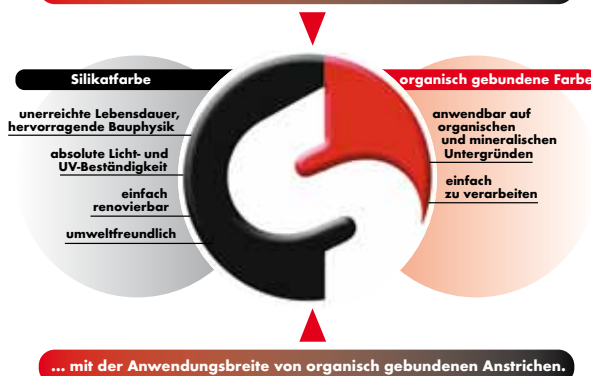 Silikatfarbe
unerreichte Lebensdauer,
hervorragende Bauphysik
absolute Licht- und
UV-Beständigkeit
einfach
renovierbar
umweltfreundlich
organisch gebundene Farbe
anwendbar auf
organischen
und mineralischen
Untergründen
einfach
zu verarbeiten
... mit der Anwendungsbreite von organisch gebundenen Anstrichen.